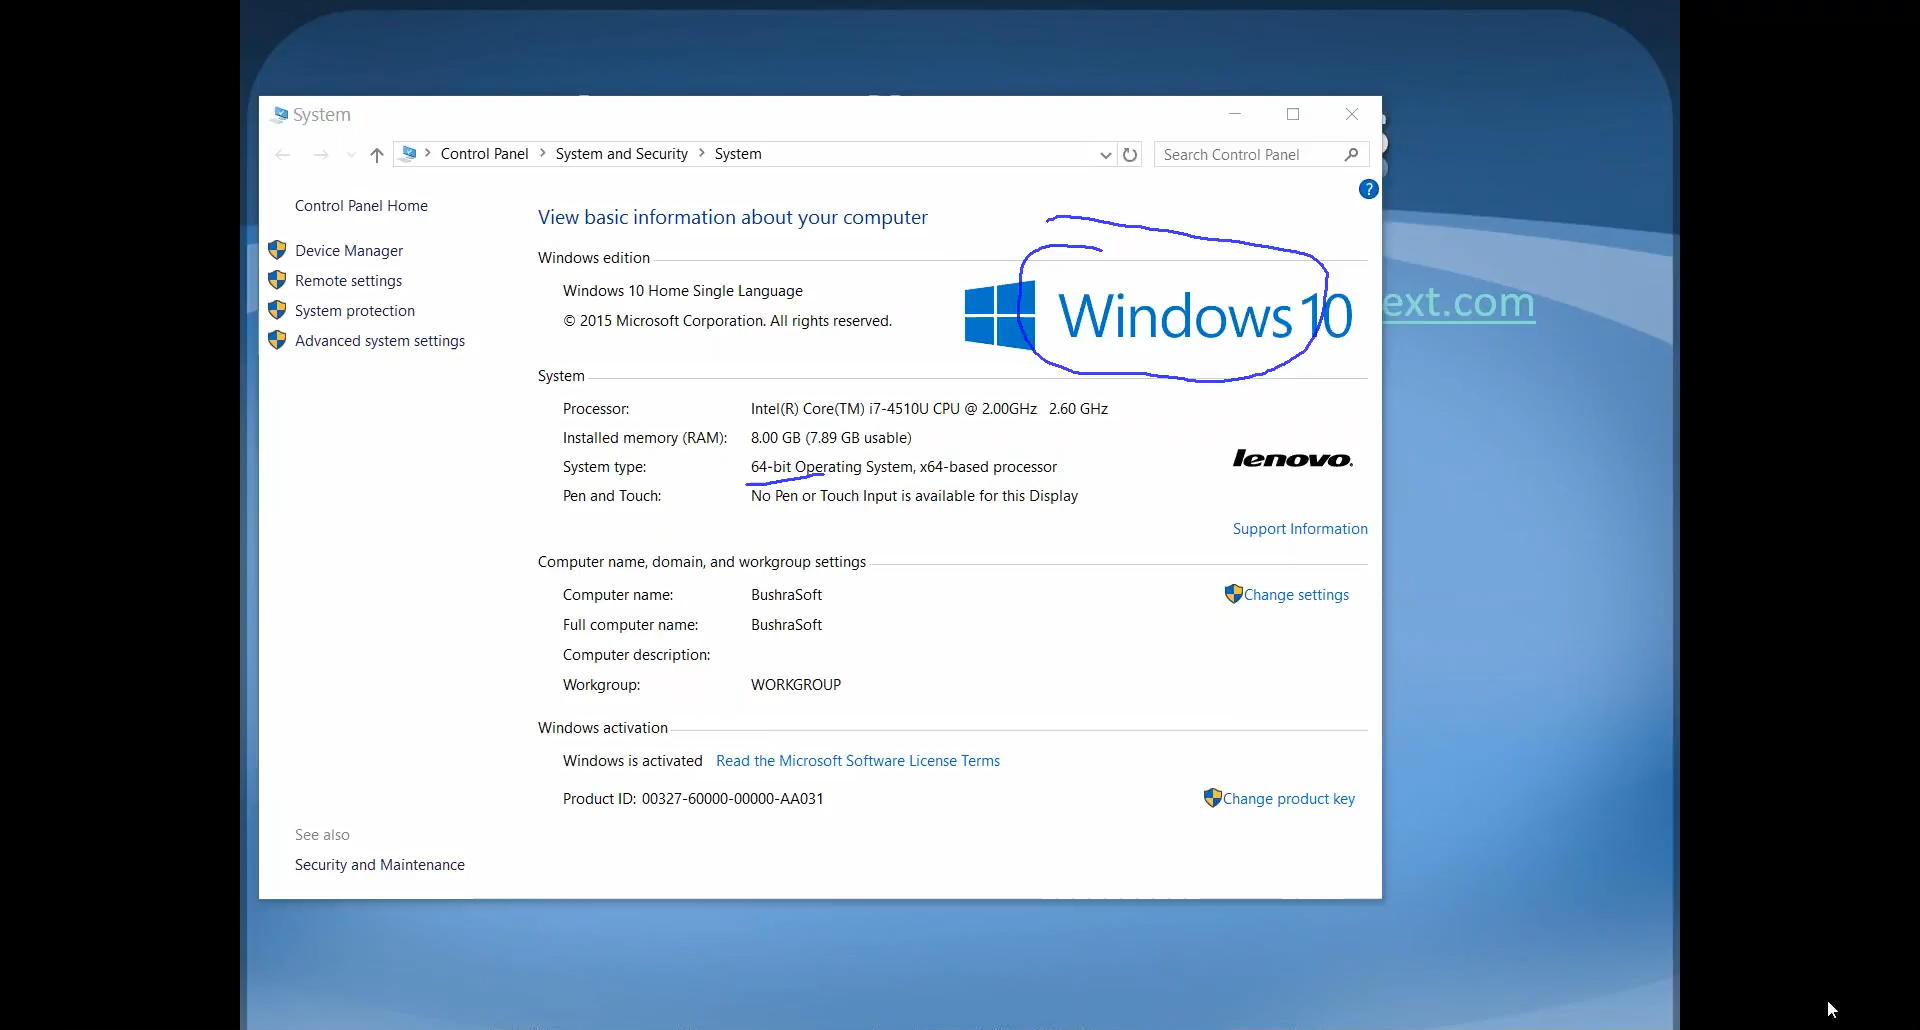 System
Control Panel > System and Security > System
Search Control Panel
?
Control Panel Home
Device Manager
Remote settings
System protection
Advanced system settings
View basic information about your computer
Windows edition
Windows 10 Home Single Language
© 2015 Microsoft Corporation. All rights reserved.
Windows 10
ext.com
System
Processor: Intel(R) Core(TM) i7-4510U CPU @ 2.00GHz 2.60 GHz
Installed memory (RAM): 8.00 GB (7.89 GB usable)
System type: 64-bit Operating System, x64-based processor
Pen and Touch: No Pen or Touch Input is available for this Display
lenovo
Support Information
Computer name, domain, and workgroup settings
Computer name: BushraSoft
Change settings
Full computer name: BushraSoft
Computer description:
Workgroup: WORKGROUP
Windows activation
Windows is activated Read the Microsoft Software License Terms
Product ID: 00327-60000-00000-AA031
Change product key
See also
Security and Maintenance